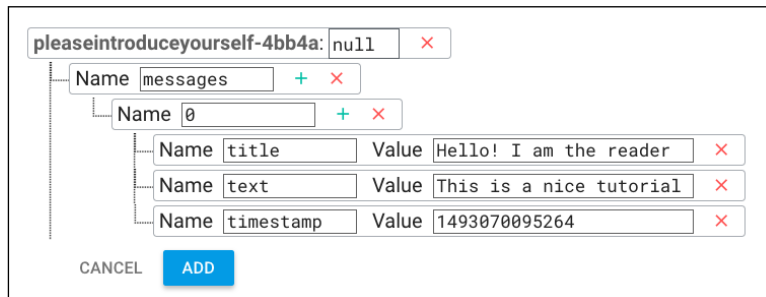 pleaseintroduceyourself-4bb4a: null ×
Name messages + ×
Name 0 + ×
Name title Value Hello! I am the reader ×
Name text Value This is a nice tutorial ×
Name timestamp Value 1493070095264 ×
CANCEL ADD